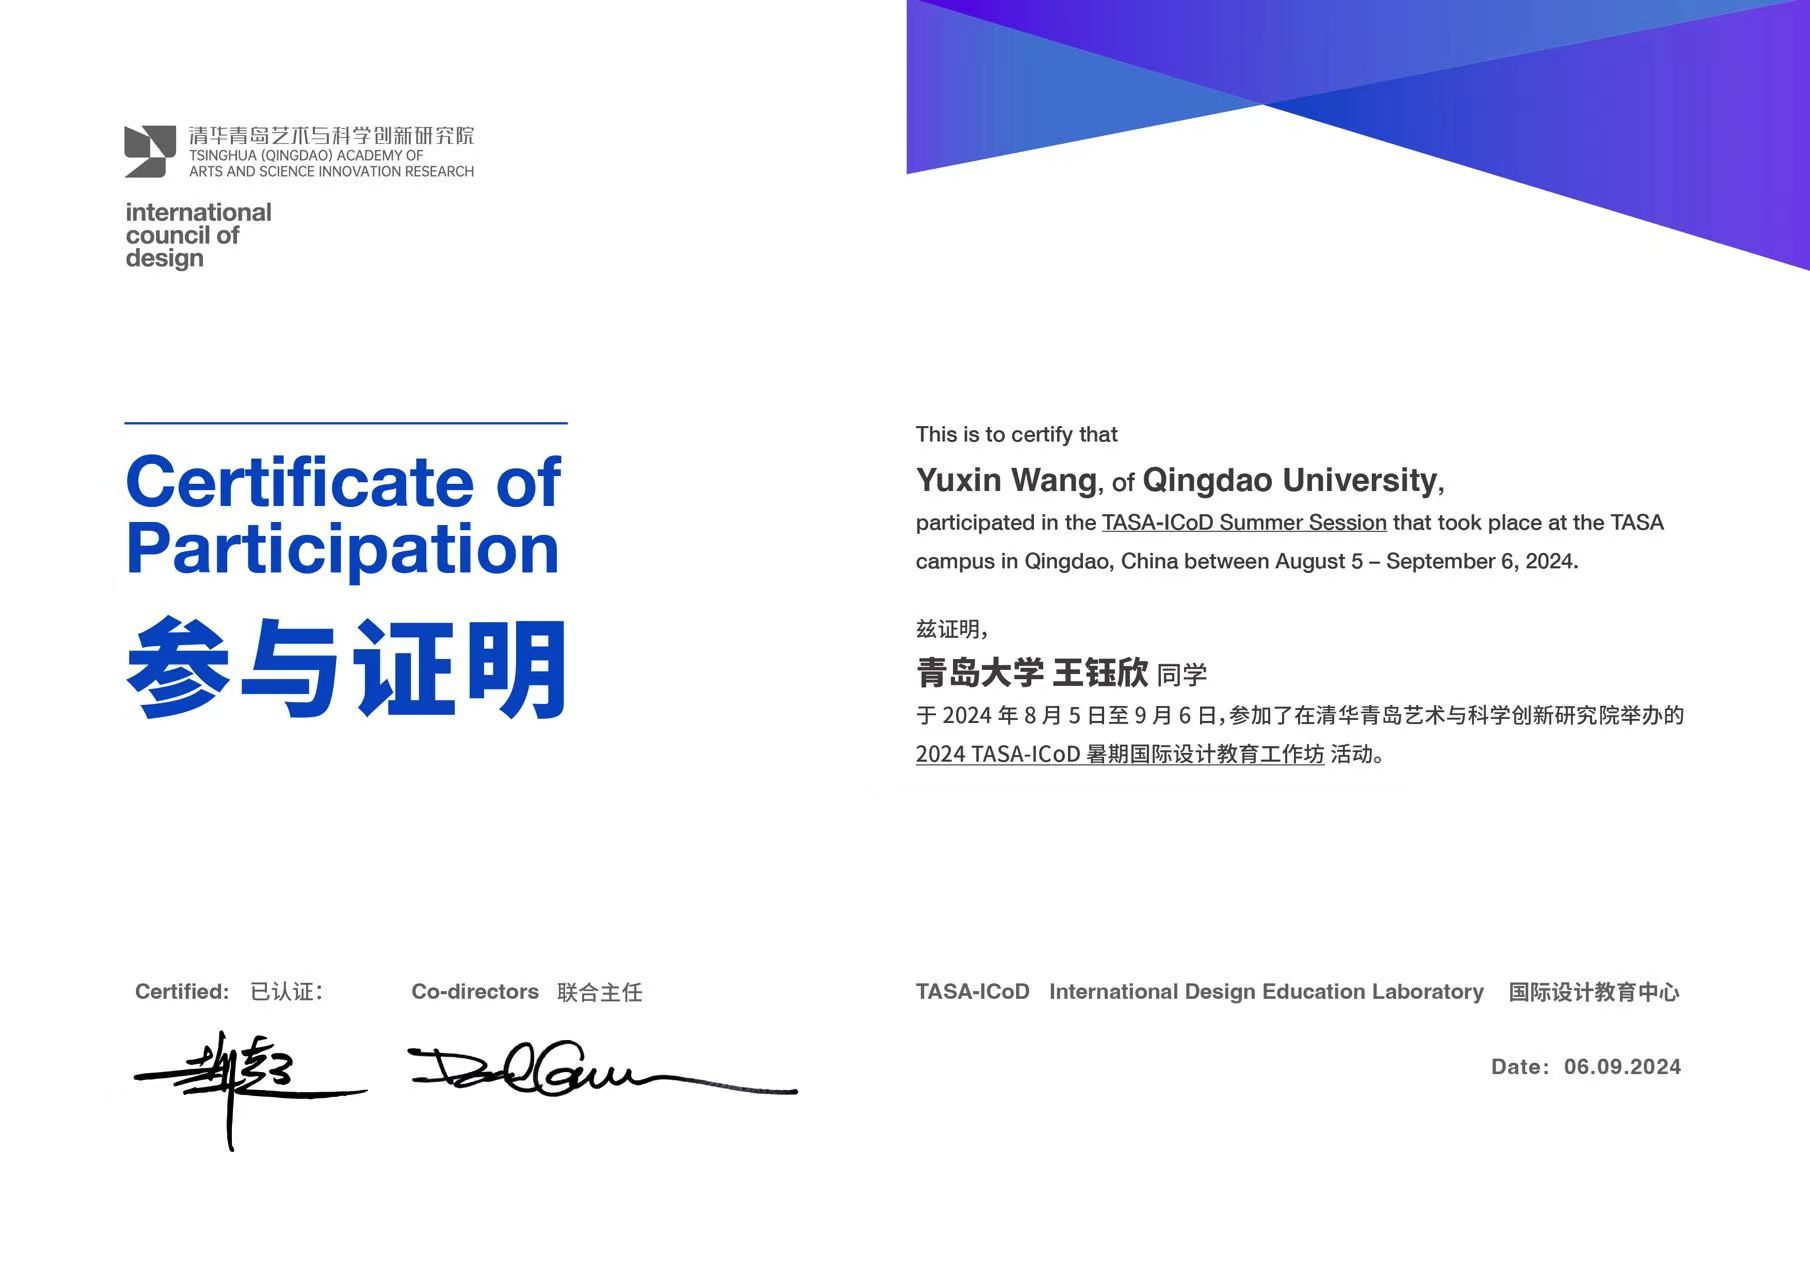 清华青岛艺术与科学创新研究院
TSINGHUA (QINGDAO) ACADEMY OF
ARTS AND SCIENCE INNOVATION RESEARCH
international
council of
design
Certificate of
Participation
参与证明
This is to certify that
Yuxin Wang, of Qingdao University,
participated in the TASA-ICoD Summer Session that took place at the TASA
campus in Qingdao, China between August 5 – September 6, 2024.
兹证明，
青岛大学 王钰欣 同学
于 2024 年 8 月 5 日至 9 月 6 日，参加了在清华青岛艺术与科学创新研究院举办的
2024 TASA-ICoD 暑期国际设计教育工作坊 活动。
Certified: 已认证： Co-directors 联合主任
TASA-ICoD International Design Education Laboratory 国际设计教育中心
Date: 06.09.2024